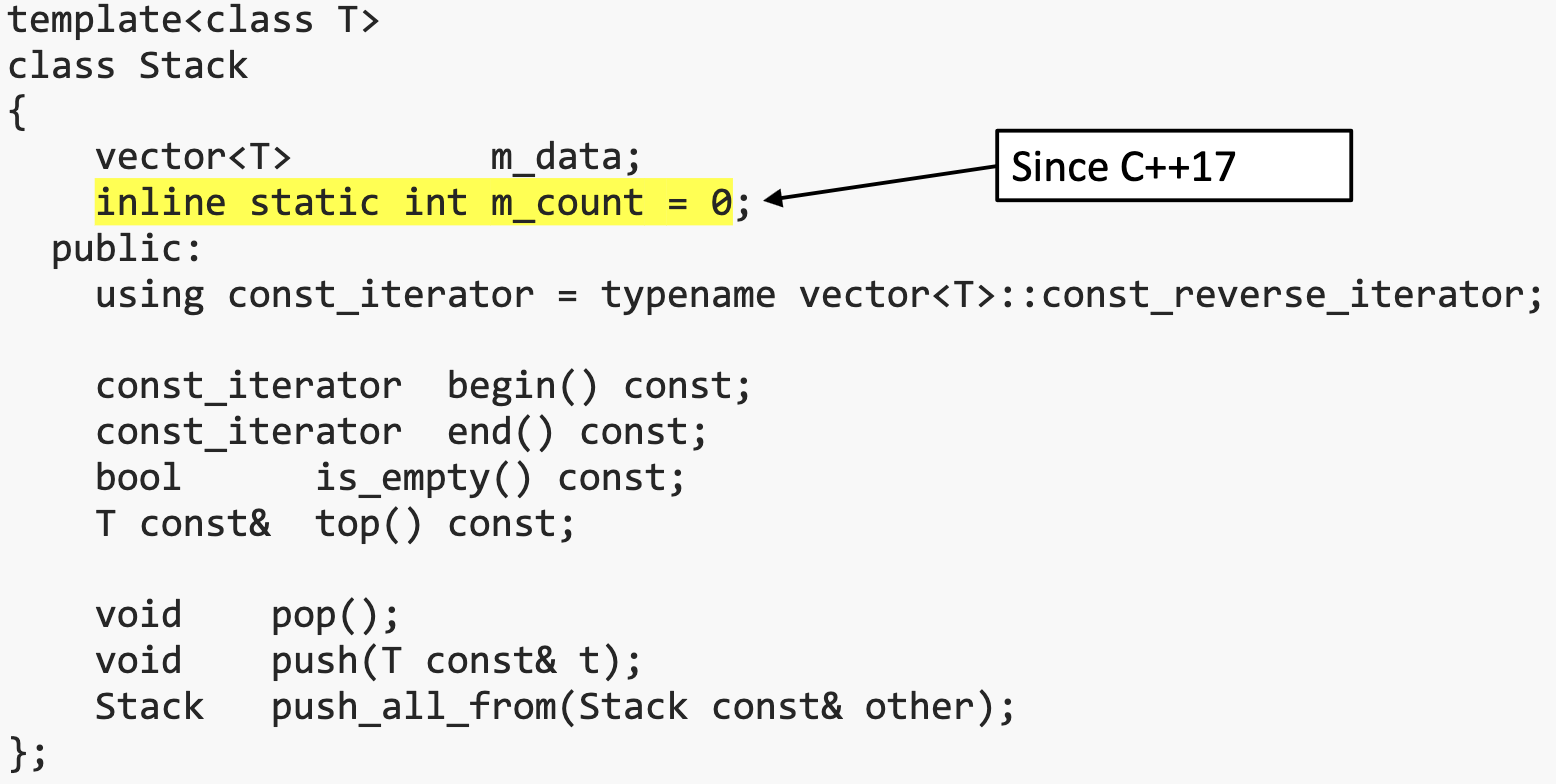 template<class T>
class Stack
{
    vector<T>         m_data;
    inline static int m_count = 0;
Since C++17
  public:
    using const_iterator = typename vector<T>::const_reverse_iterator;
    const_iterator  begin() const;
    const_iterator  end() const;
    bool      is_empty() const;
    T const&  top() const;
    void    pop();
    void    push(T const& t);
    Stack   push_all_from(Stack const& other);
};